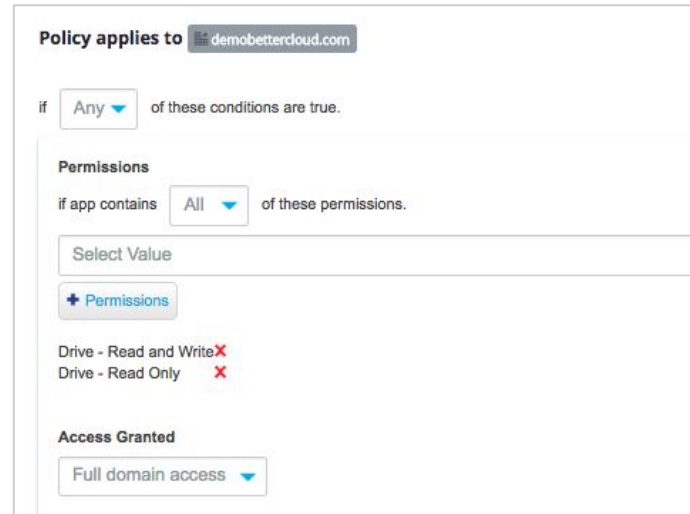 Policy applies to demobettercloud.com
if Any of these conditions are true.
Permissions
if app contains All of these permissions.
Select Value
+ Permissions
Drive - Read and Write
Drive - Read Only
Access Granted
Full domain access